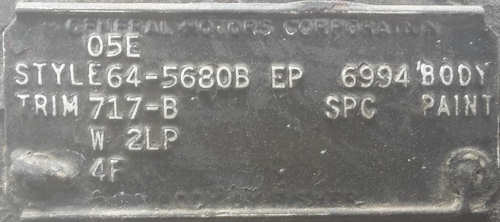 GENERAL MOTORS CORPORATION
05E
STYLE 64-5680B EP 6994 BODY
TRIM 717-B SPC PAINT
W 2LP
4F